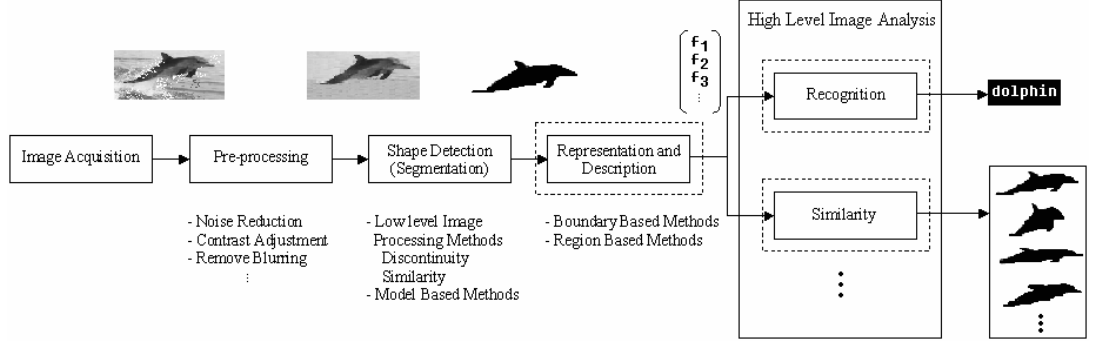 High Level Image Analysis
f1
f2
f3
⋮
Recognition
dolphin
Image Acquisition
Pre-processing
Shape Detection
(Segmentation)
Representation and
Description
Similarity
- Noise Reduction
- Contrast Adjustment
- Remove Blurring
⋮
- Low level Image
Processing Methods
Discontinuity
Similarity
- Model Based Methods
- Boundary Based Methods
- Region Based Methods